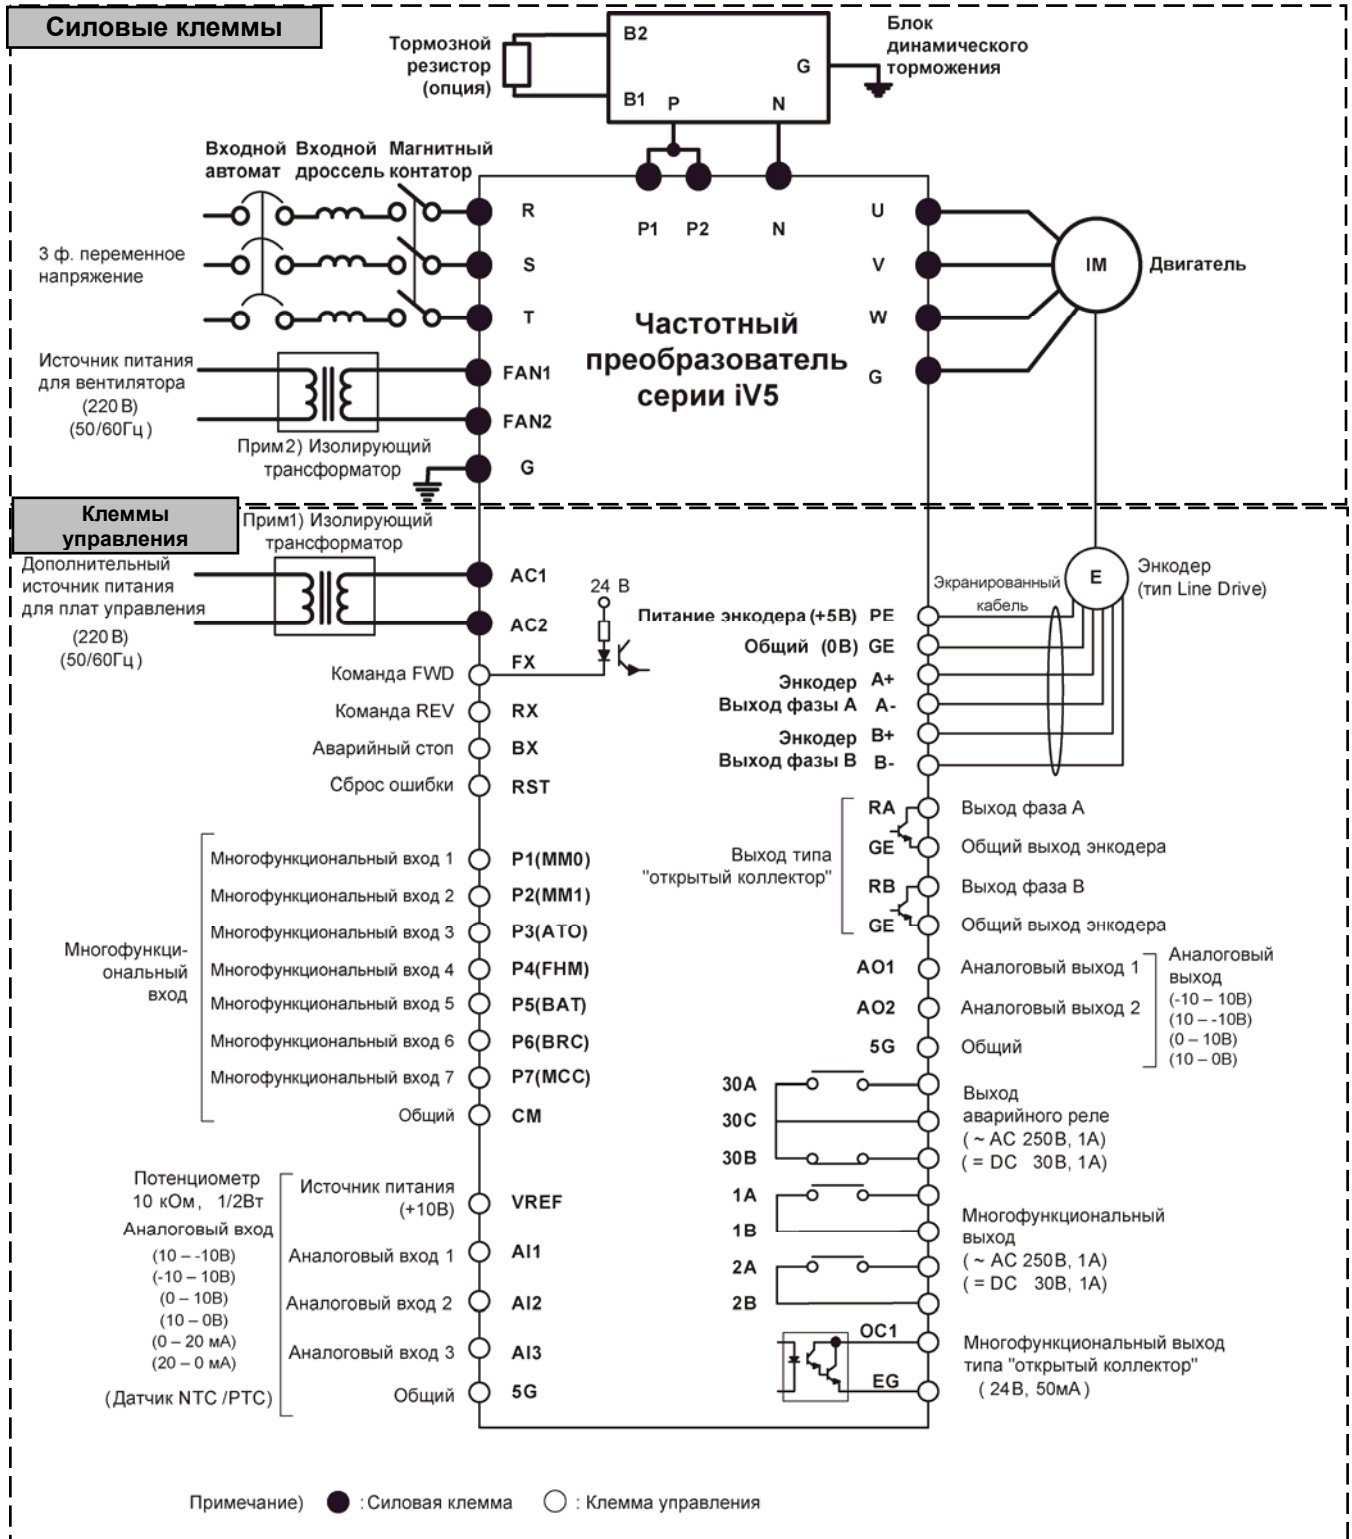 Силовые клеммы
Тормозной
резистор
(опция)
B2
B1
P
N
G
Блок
динамического
торможения
Входной
автомат
Входной
дроссель
Магнитный
контатор
3 ф. переменное
напряжение
R
S
T
P1
P2
N
U
V
W
G
IM
Двигатель
Частотный
преобразователь
серии iV5
Источник питания
для вентилятора
(220 В)
(50/60Гц )
FAN1
FAN2
G
Прим2) Изолирующий
трансформатор
Клеммы
управления
Прим1) Изолирующий
трансформатор
Дополнительный
источник питания
для плат управления
(220 В)
(50/60Гц )
AC1
AC2
24 В
Команда FWD
FX
Команда REV
RX
Аварийный стоп
BX
Сброс ошибки
RST
Многофункци-
ональный
вход
Многофункциональный вход 1
P1(MM0)
Многофункциональный вход 2
P2(MM1)
Многофункциональный вход 3
P3(ATO)
Многофункциональный вход 4
P4(FHM)
Многофункциональный вход 5
P5(BAT)
Многофункциональный вход 6
P6(BRC)
Многофункциональный вход 7
P7(MCC)
Общий
CM
Потенциометр
10 кОм , 1/2Вт
Аналоговый вход
(10 – -10В)
(-10 – 10В)
(0 – 10В)
(10 – 0В)
(0 – 20 мА)
(20 – 0 мА)
(Датчик NTC /PTC)
Источник питания
(+10В)
VREF
Аналоговый вход 1
AI1
Аналоговый вход 2
AI2
Аналоговый вход 3
AI3
Общий
5G
Экранированный
кабель
E
Энкодер
(тип Line Drive)
Питание энкодера (+5В)
PE
Общий (0В)
GE
Энкодер
Выход фазы A
A+
A-
Энкодер
Выход фазы B
B+
B-
Выход типа
"открытый коллектор"
RA
Выход фаза A
GE
Общий выход энкодера
RB
Выход фаза B
GE
Общий выход энкодера
AO1
Аналоговый выход 1
AO2
Аналоговый выход 2
5G
Общий
Аналоговый
выход
(-10 – 10В)
(10 – -10В)
(0 – 10В)
(10 – 0В)
30A
30C
30B
Выход
аварийного реле
( ~ AC 250В, 1А)
( = DC 30В, 1А)
1A
1B
2A
2B
Многофункциональный
выход
( ~ AC 250В, 1А)
( = DC 30В, 1А)
OC1
EG
Многофункциональный выход
типа "открытый коллектор"
( 24В, 50мА )
Примечание)
: Силовая клемма
: Клемма управления